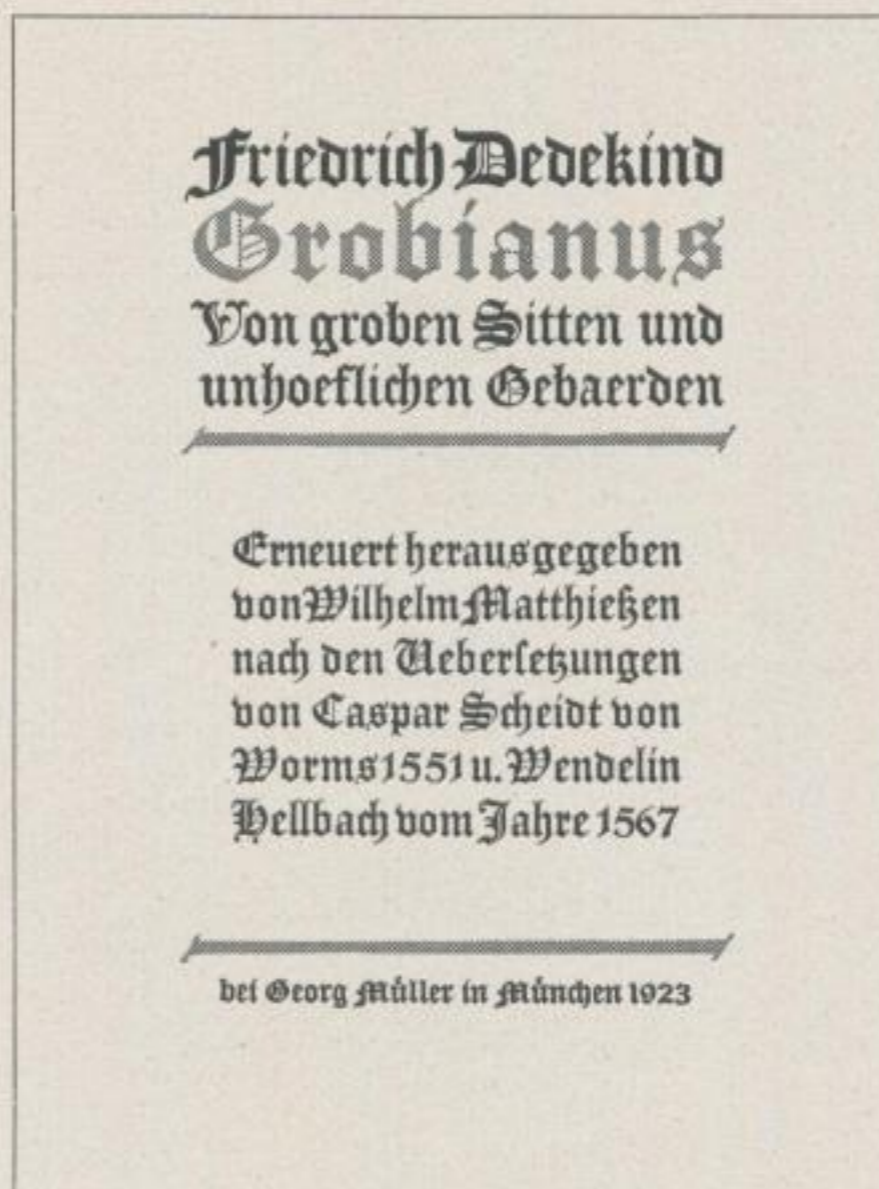 Friedrich Dedekind
Grobianus
Von groben Sitten und
unhoeflichen Gebaerden
Erneuert herausgegeben
von Wilhelm Matthießen
nach den Uebersetzungen
von Caspar Scheidt von
Worms 1551 u. Wendelin
Hellbach vom Jahre 1567
bei Georg Müller in München 1923